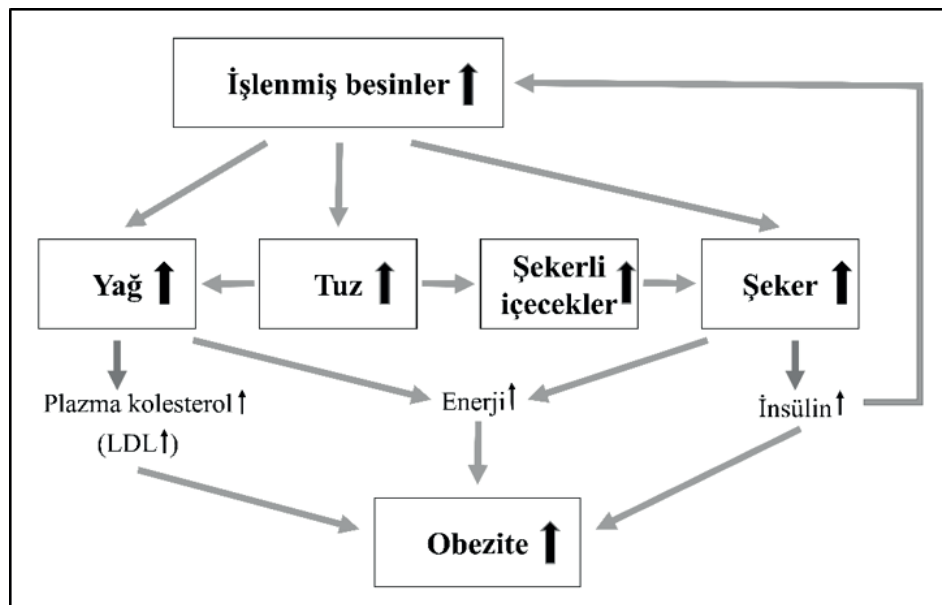 İşlenmiş besinler
Yağ
Tuz
Şekerli
içecekler
Şeker
Plazma kolesterol
(LDL)
Enerji
İnsülin
Obezite